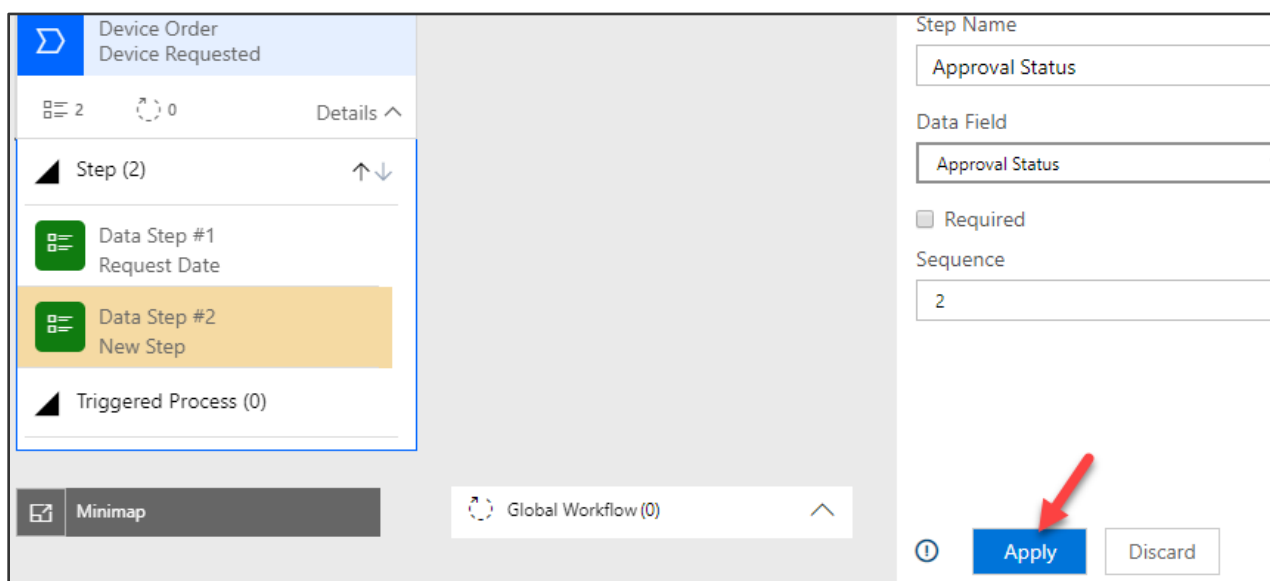 Device Order
Device Requested
2
0
Details
Step (2)
Data Step #1
Request Date
Data Step #2
New Step
Triggered Process (0)
Minimap
Global Workflow (0)
Step Name
Approval Status
Data Field
Approval Status
Required
Sequence
2
Apply
Discard